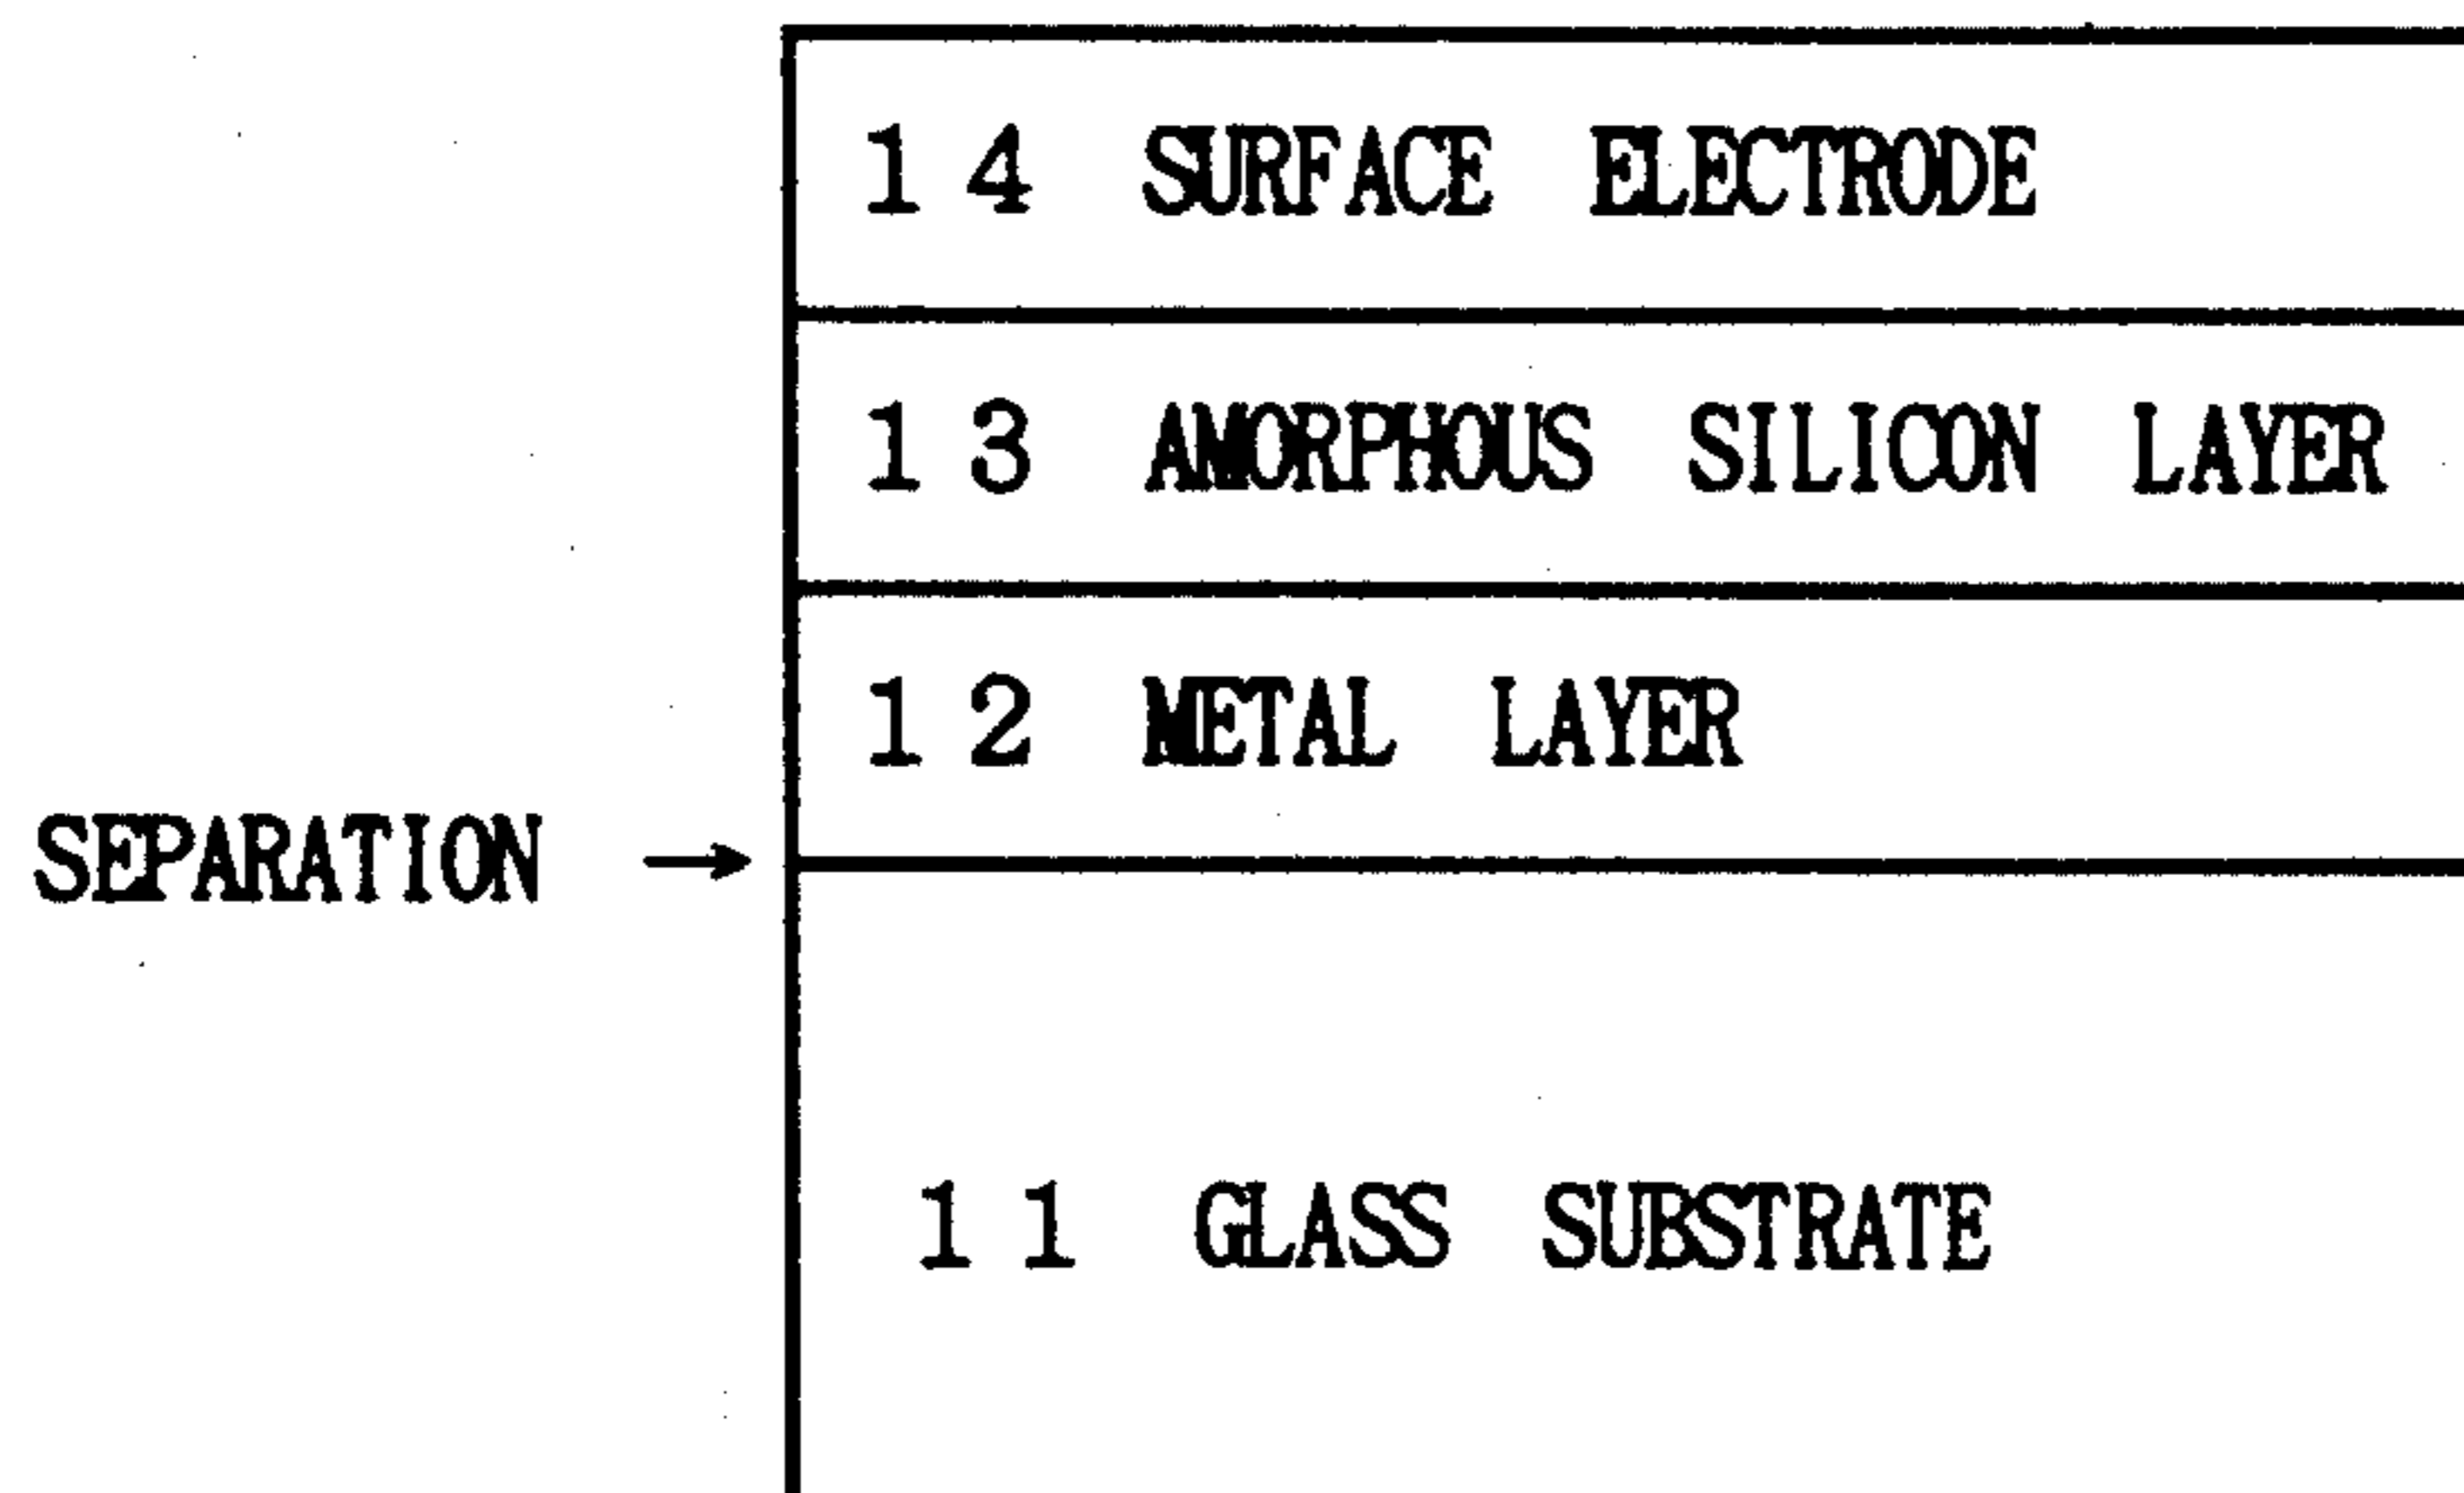 14 SURFACE ELECTRODE
13 AMORPHOUS SILICON LAYER
12 METAL LAYER
SEPARATION →
11 GLASS SUBSTRATE